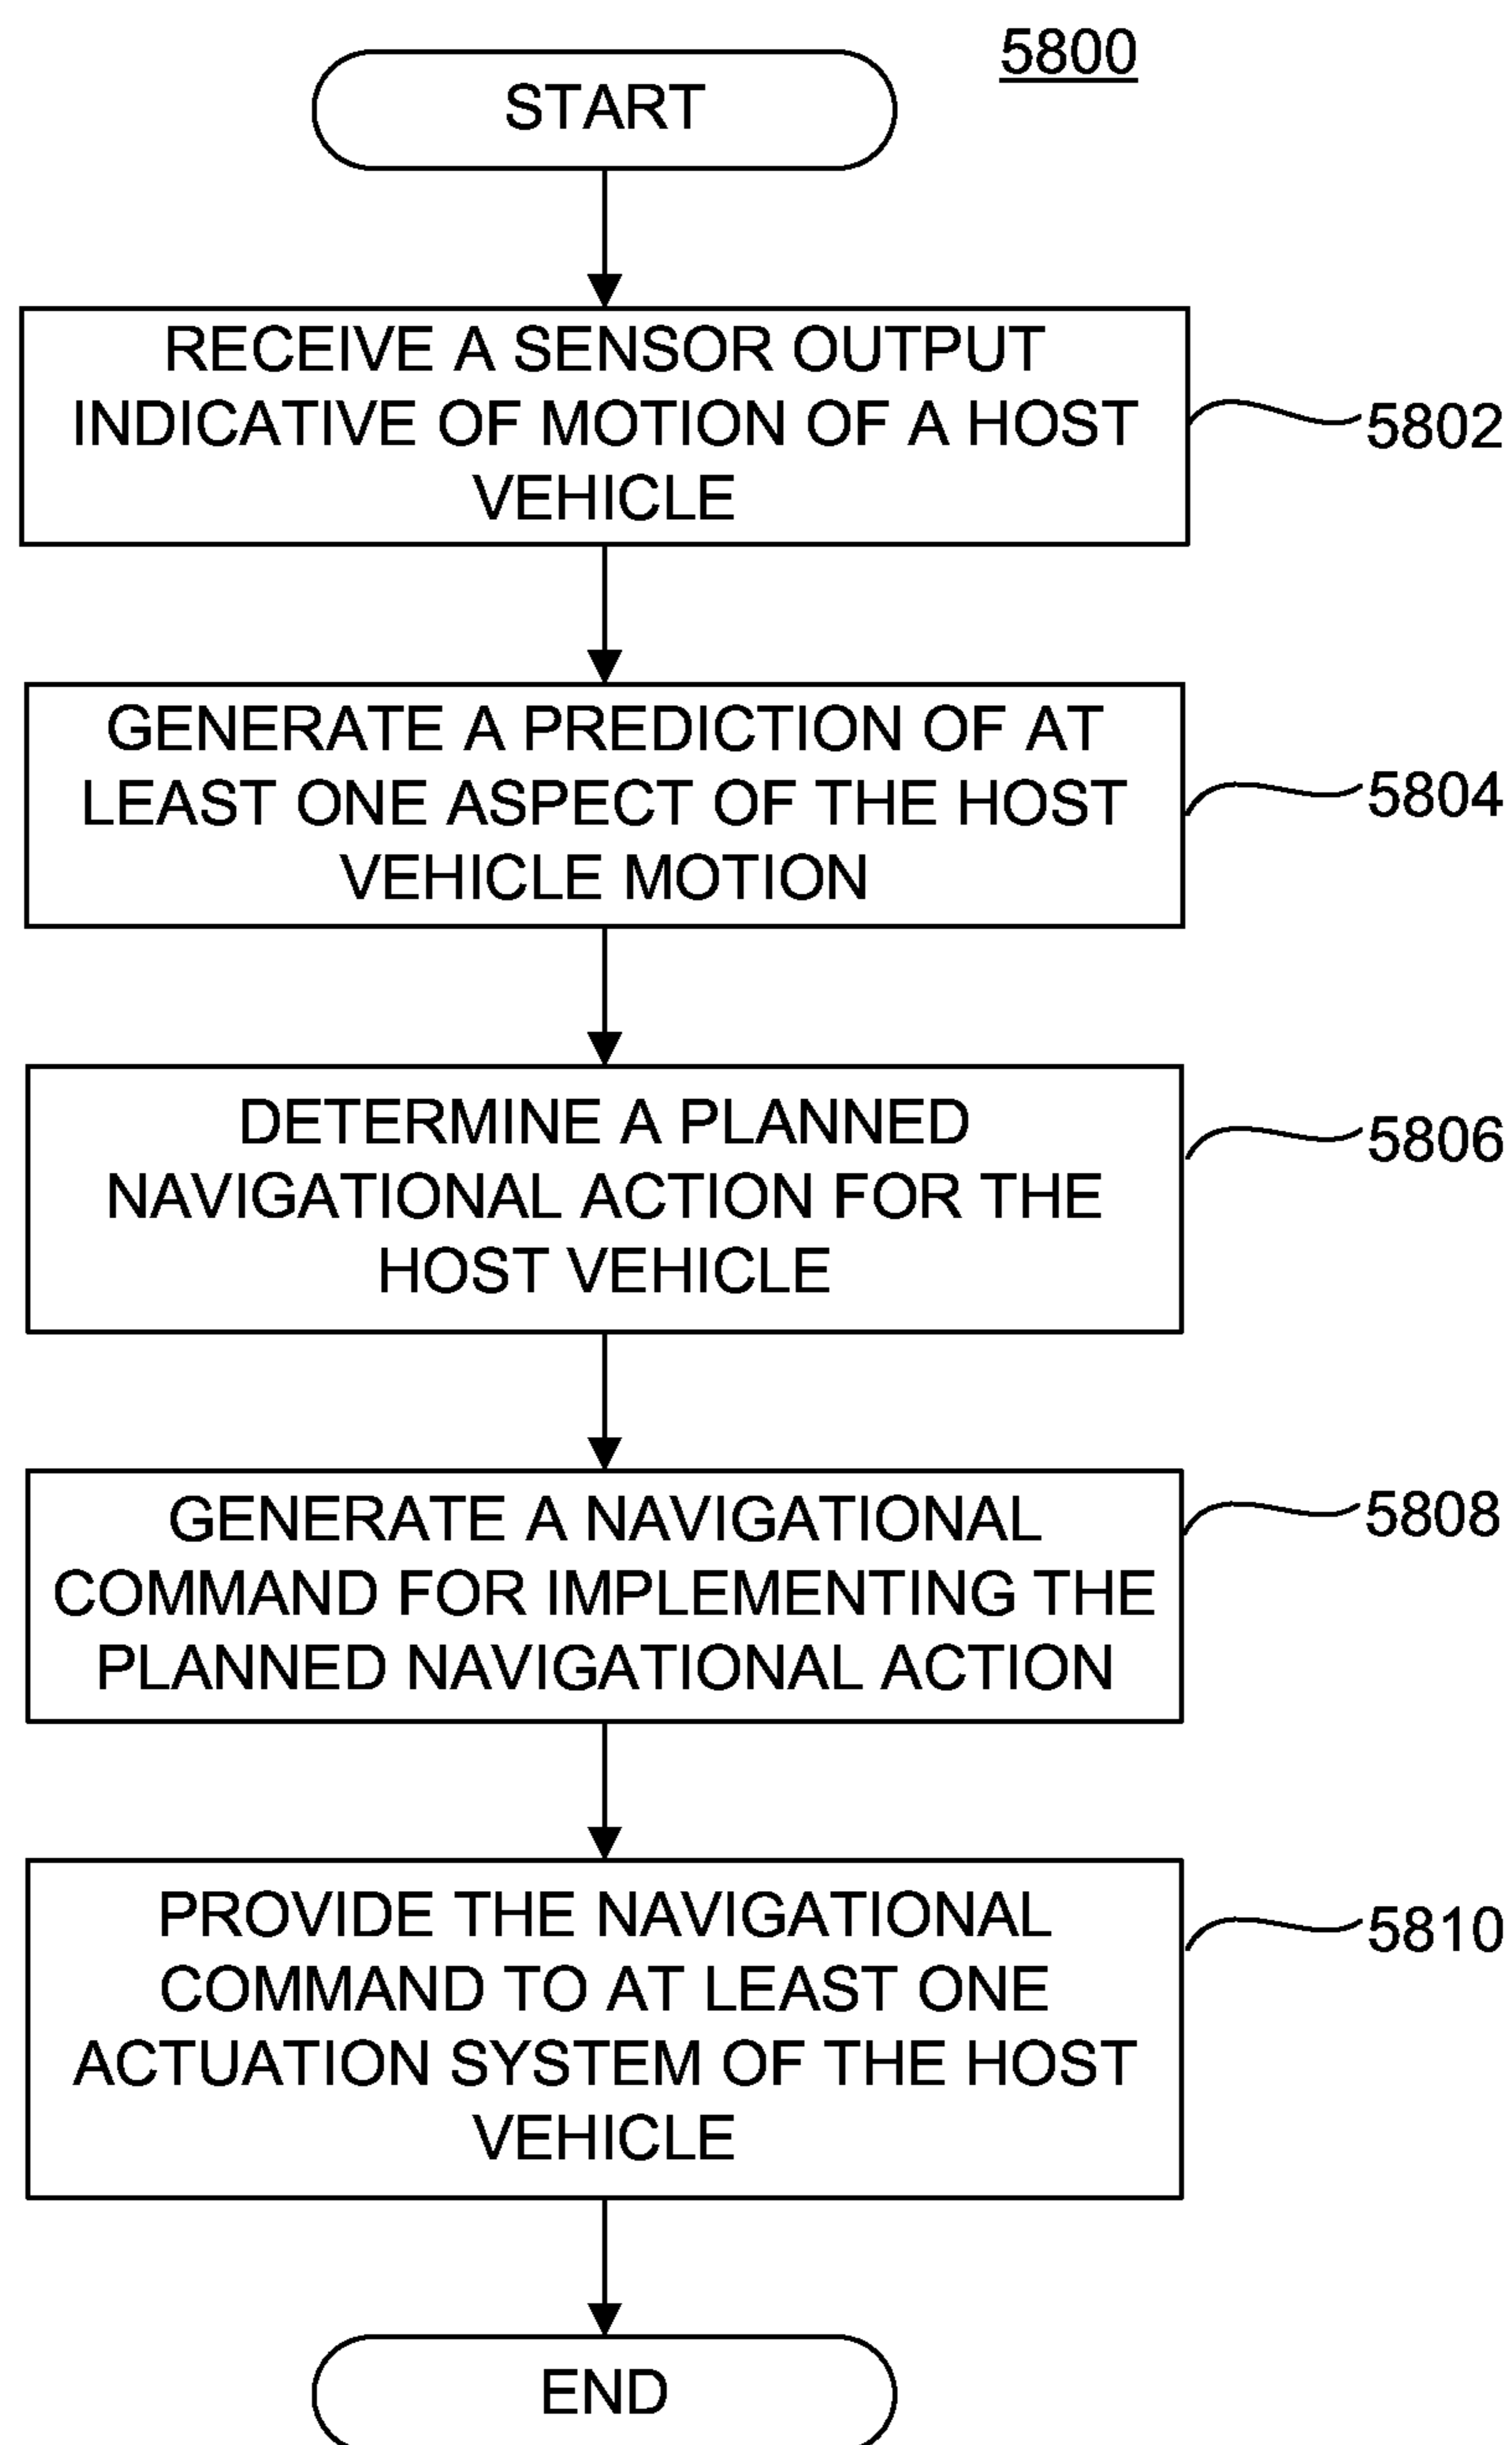 5800
START
RECEIVE A SENSOR OUTPUT
INDICATIVE OF MOTION OF A HOST
VEHICLE
5802
GENERATE A PREDICTION OF AT
LEAST ONE ASPECT OF THE HOST
VEHICLE MOTION
5804
DETERMINE A PLANNED
NAVIGATIONAL ACTION FOR THE
HOST VEHICLE
5806
GENERATE A NAVIGATIONAL
COMMAND FOR IMPLEMENTING THE
PLANNED NAVIGATIONAL ACTION
5808
PROVIDE THE NAVIGATIONAL
COMMAND TO AT LEAST ONE
ACTUATION SYSTEM OF THE HOST
VEHICLE
5810
END